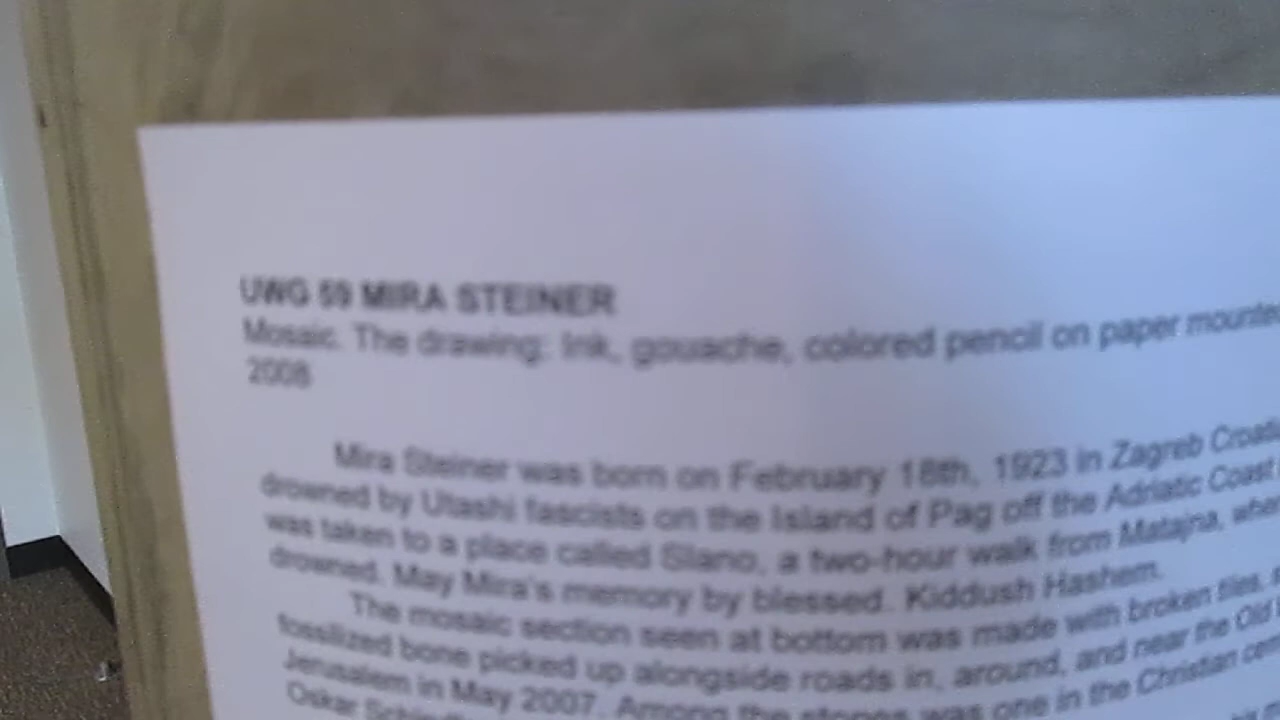 UWG 59 MIRA STEINER
Mosaic. The drawing: Ink, gouache, colored pencil on paper
2008
Mira Steiner was born on February 18th, 1923 in Zagreb
drowned by Utashi fascists on the Island of Pag off the Adriatic Coast
was taken to a place called Slano, a two-hour walk from Matajna,
drowned. May Mira's memory by blessed. Kiddush Hashem.
The mosaic section seen at bottom was made with broken tiles,
fossilized bone picked up alongside roads in, around, and near the Old
Jerusalem in May 2007. Among the stones was one in the Christian
Oskar